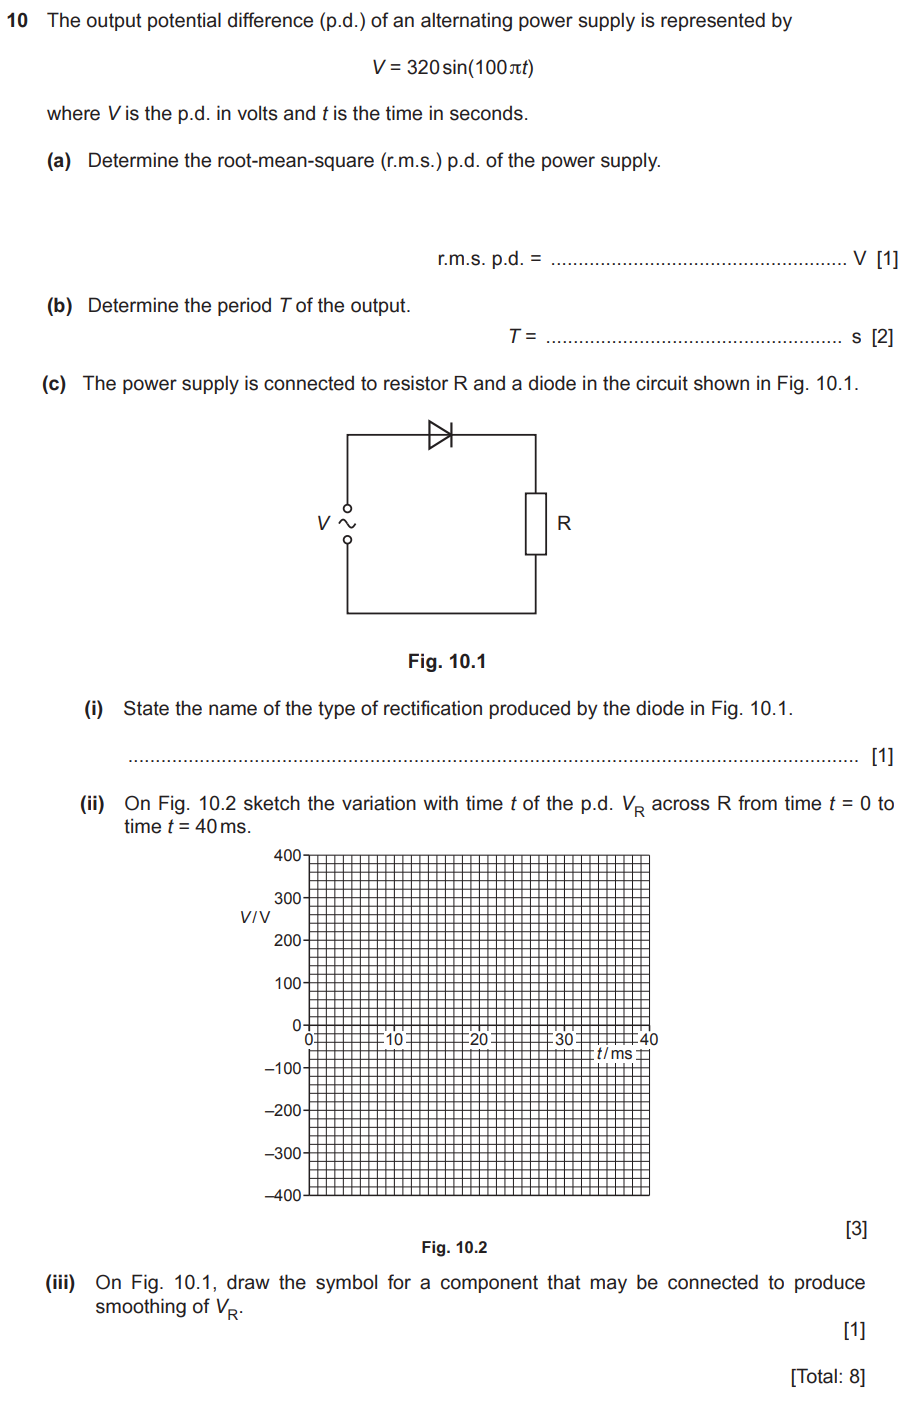 10 The output potential difference (p.d.) of an alternating power supply is represented by
V = 320 sin(100πt)
where V is the p.d. in volts and t is the time in seconds.
(a) Determine the root-mean-square (r.m.s.) p.d. of the power supply.
r.m.s. p.d. = ...................................................... V [1]
(b) Determine the period T of the output.
T = ...................................................... s [2]
(c) The power supply is connected to resistor R and a diode in the circuit shown in Fig. 10.1.
V
R
Fig. 10.1
(i) State the name of the type of rectification produced by the diode in Fig. 10.1.
...................................................................................................................................... [1]
(ii) On Fig. 10.2 sketch the variation with time t of the p.d. VR across R from time t = 0 to
time t = 40 ms.
400
300
V/V
200
100
0
0 10 20 30 40
t/ms
–100
–200
–300
–400
[3]
Fig. 10.2
(iii) On Fig. 10.1, draw the symbol for a component that may be connected to produce
smoothing of VR.
[1]
[Total: 8]